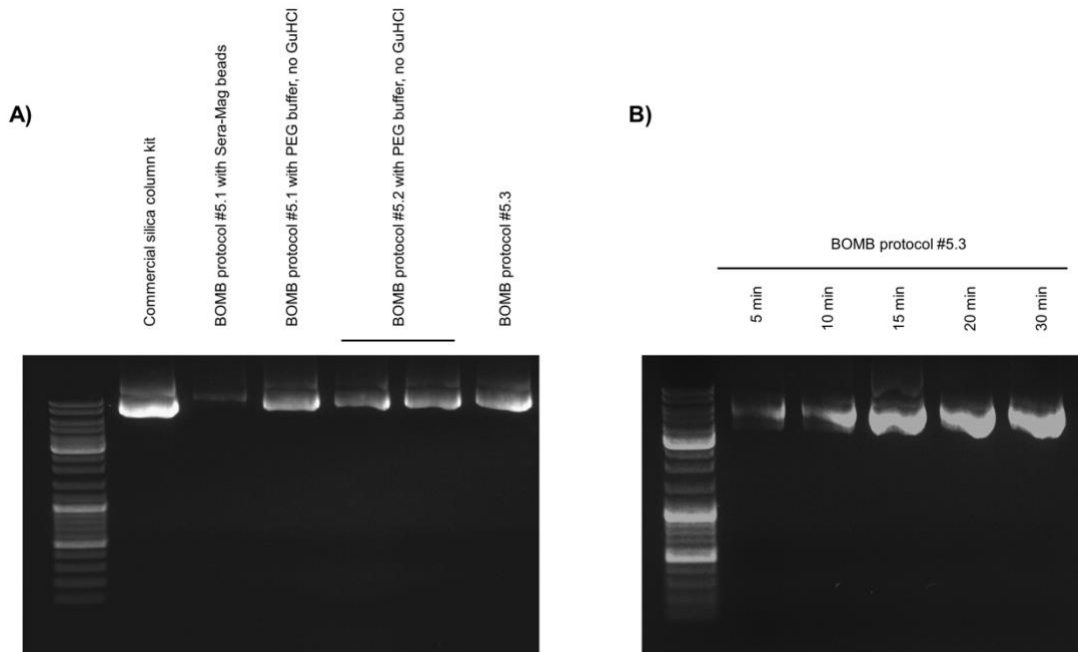 A)
Commercial silica column kit
BOMB protocol #5.1 with Sera-Mag beads
BOMB protocol #5.1 with PEG buffer, no GuHCl
BOMB protocol #5.2 with PEG buffer, no GuHCl
BOMB protocol #5.3
B)
BOMB protocol #5.3
5 min
10 min
15 min
20 min
30 min